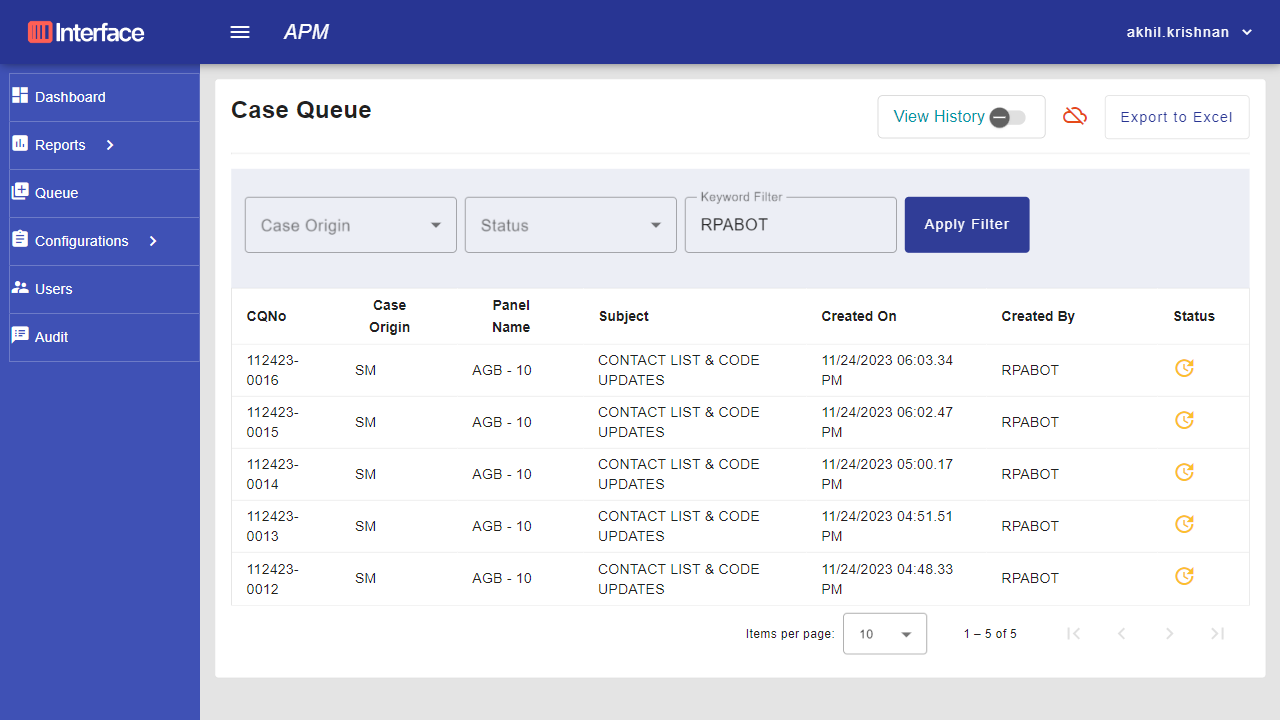 Interface
APM
akhil.krishnan
Dashboard
Reports
Queue
Configurations
Users
Audit
Case Queue
View History
Export to Excel
Case Origin
Status
Keyword Filter
RPABOT
Apply Filter
CQNo
Case
Origin
Panel
Name
Subject
Created On
Created By
Status
112423-
0016
SM
AGB - 10
CONTACT LIST & CODE
UPDATES
11/24/2023 06:03.34
PM
RPABOT
112423-
0015
SM
AGB - 10
CONTACT LIST & CODE
UPDATES
11/24/2023 06:02.47
PM
RPABOT
112423-
0014
SM
AGB - 10
CONTACT LIST & CODE
UPDATES
11/24/2023 05:00.17
PM
RPABOT
112423-
0013
SM
AGB - 10
CONTACT LIST & CODE
UPDATES
11/24/2023 04:51.51
PM
RPABOT
112423-
0012
SM
AGB - 10
CONTACT LIST & CODE
UPDATES
11/24/2023 04:48.33
PM
RPABOT
Items per page:
10
1 – 5 of 5